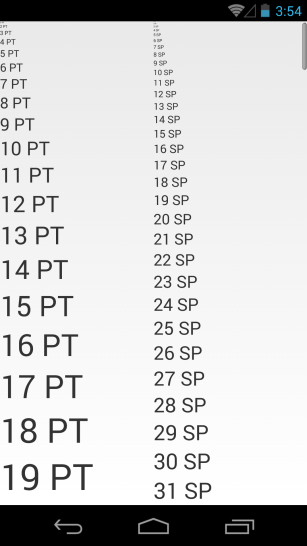 3:54
2 PT
3 PT
4 PT
5 PT
6 PT
7 PT
8 PT
9 PT
10 PT
11 PT
12 PT
13 PT
14 PT
15 PT
16 PT
17 PT
18 PT
19 PT
5 SP
6 SP
7 SP
8 SP
9 SP
10 SP
11 SP
12 SP
13 SP
14 SP
15 SP
16 SP
17 SP
18 SP
19 SP
20 SP
21 SP
22 SP
23 SP
24 SP
25 SP
26 SP
27 SP
28 SP
29 SP
30 SP
31 SP